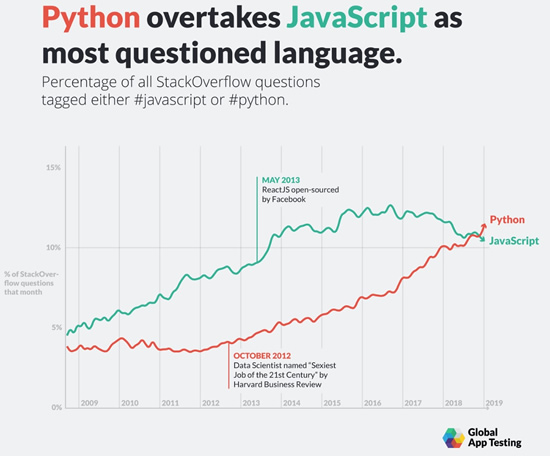 Python overtakes JavaScript as
most questioned language.
Percentage of all StackOverflow questions
tagged either #javascript or #python.
15%
MAY 2013
ReactJS open-sourced
by Facebook
Python
JavaScript
10%
% of StackOver-
flow questions
that month
5%
OCTOBER 2012
Data Scientist named "Sexiest
Job of the 21st Century" by
Harvard Business Review
0%
2009 2010 2011 2012 2013 2014 2015 2016 2017 2018 2019
Global
App Testing